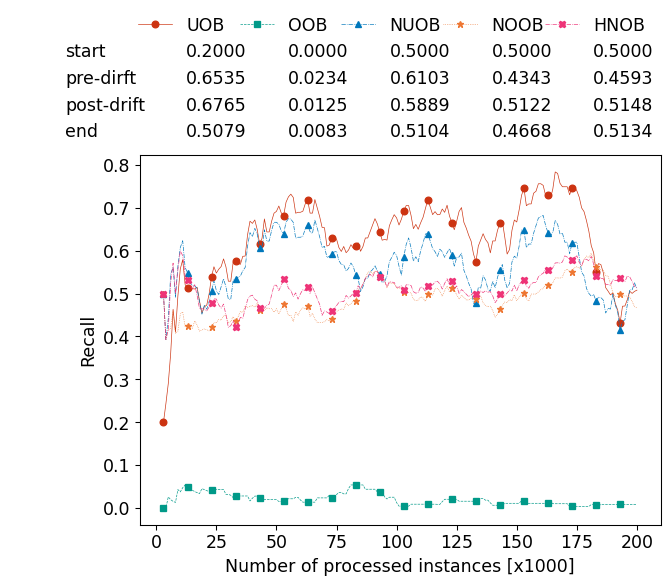 UOB OOB NUOB NOOB HNOB
start 0.2000 0.0000 0.5000 0.5000 0.5000
pre-dirft 0.6535 0.0234 0.6103 0.4343 0.4593
post-drift 0.6765 0.0125 0.5889 0.5122 0.5148
end 0.5079 0.0083 0.5104 0.4668 0.5134
0.8
0.7
0.6
0.5
0.4
0.3
0.2
0.1
0.0
Recall
0 25 50 75 100 125 150 175 200
Number of processed instances [x1000]